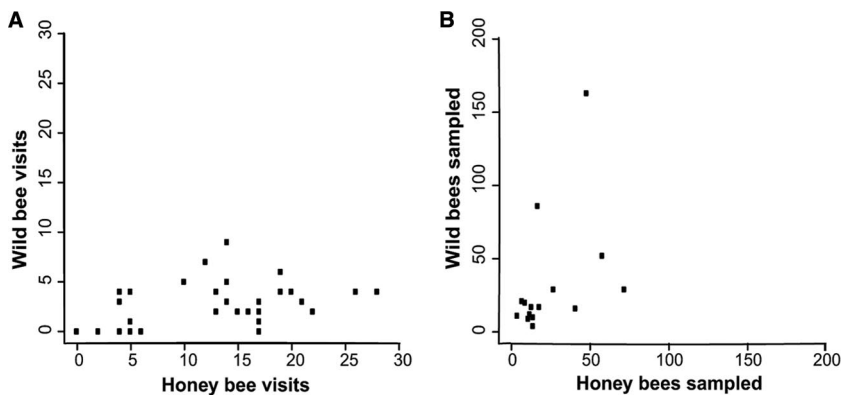 A
B
Wild bee visits
30
25
20
15
10
5
0
0 5 10 15 20 25 30
Honey bee visits
Wild bees sampled
200
150
100
50
0
0 50 100 150 200
Honey bees sampled